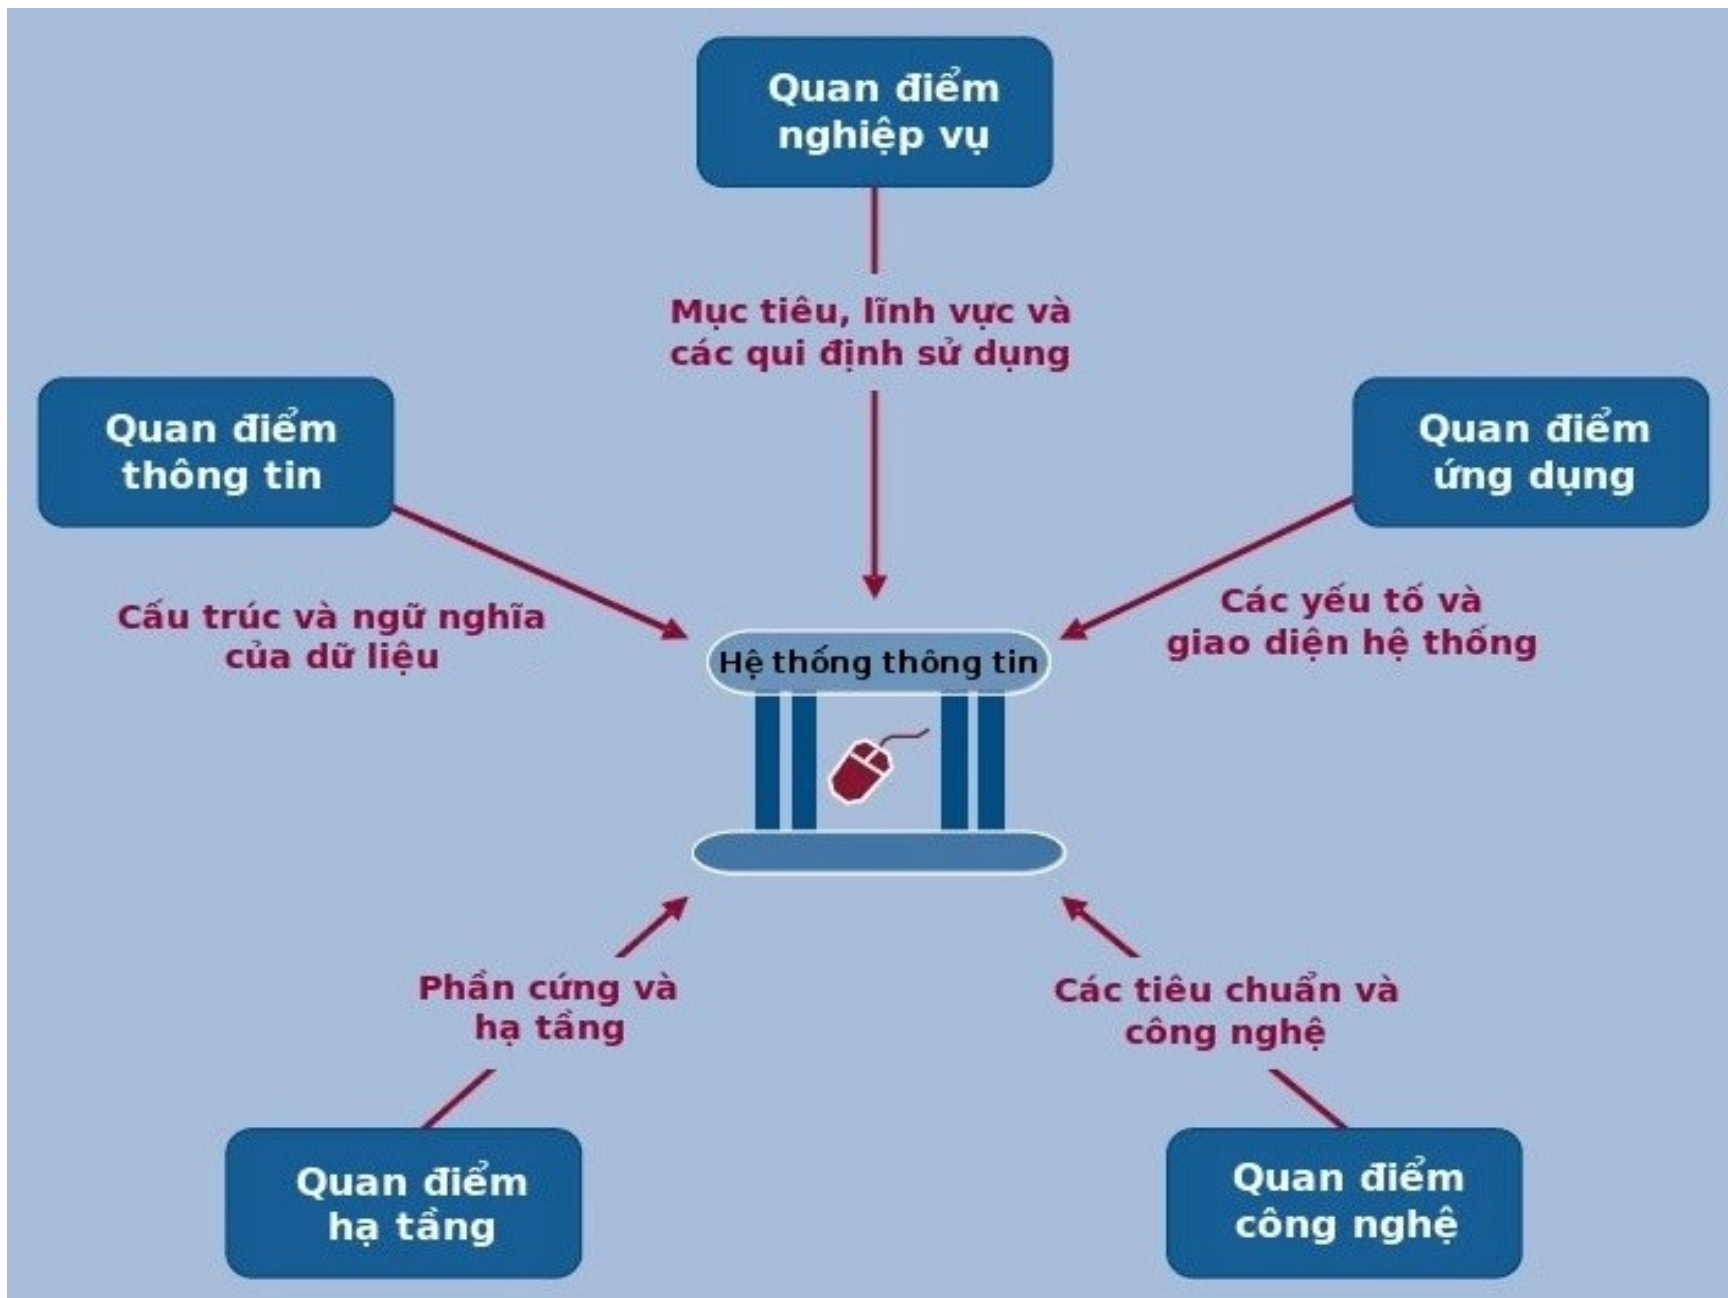 Quan điểm
nghiệp vụ
Mục tiêu, lĩnh vực và
các qui định sử dụng
Quan điểm
thông tin
Quan điểm
ứng dụng
Cấu trúc và ngữ nghĩa
của dữ liệu
Các yếu tố và
giao diện hệ thống
Hệ thống thông tin
Phần cứng và
hạ tầng
Các tiêu chuẩn và
công nghệ
Quan điểm
hạ tầng
Quan điểm
công nghệ